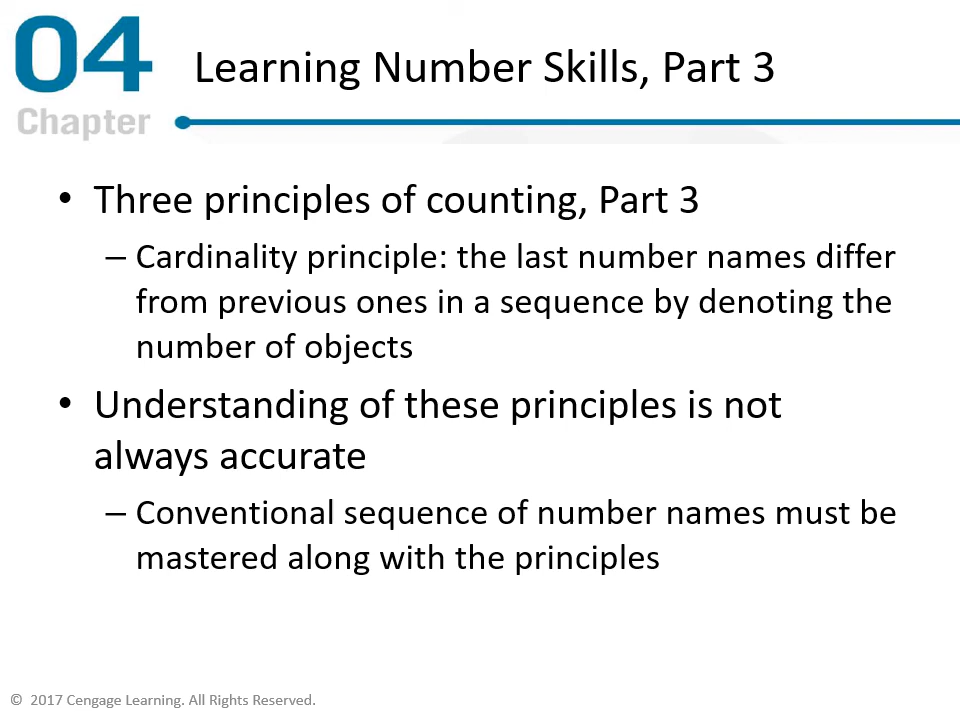 04
Chapter
Learning Number Skills, Part 3
• Three principles of counting, Part 3
– Cardinality principle: the last number names differ
from previous ones in a sequence by denoting the
number of objects
• Understanding of these principles is not
always accurate
– Conventional sequence of number names must be
mastered along with the principles
© 2017 Cengage Learning. All Rights Reserved.